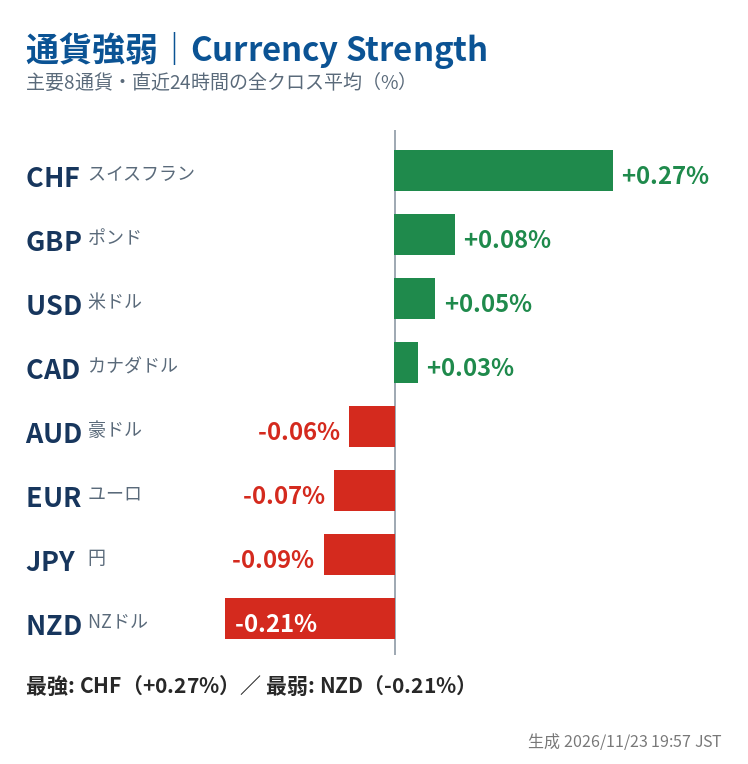 通貨強弱｜Currency Strength
主要8通貨・直近24時間の全クロス平均（%）
CHF スイスフラン +0.27%
GBP ポンド +0.08%
USD 米ドル +0.05%
CAD カナダドル +0.03%
AUD 豪ドル -0.06%
EUR ユーロ -0.07%
JPY 円 -0.09%
NZD NZドル -0.21%
最強: CHF（+0.27%）／ 最弱: NZD（-0.21%）
生成 2026/11/23 19:57 JST